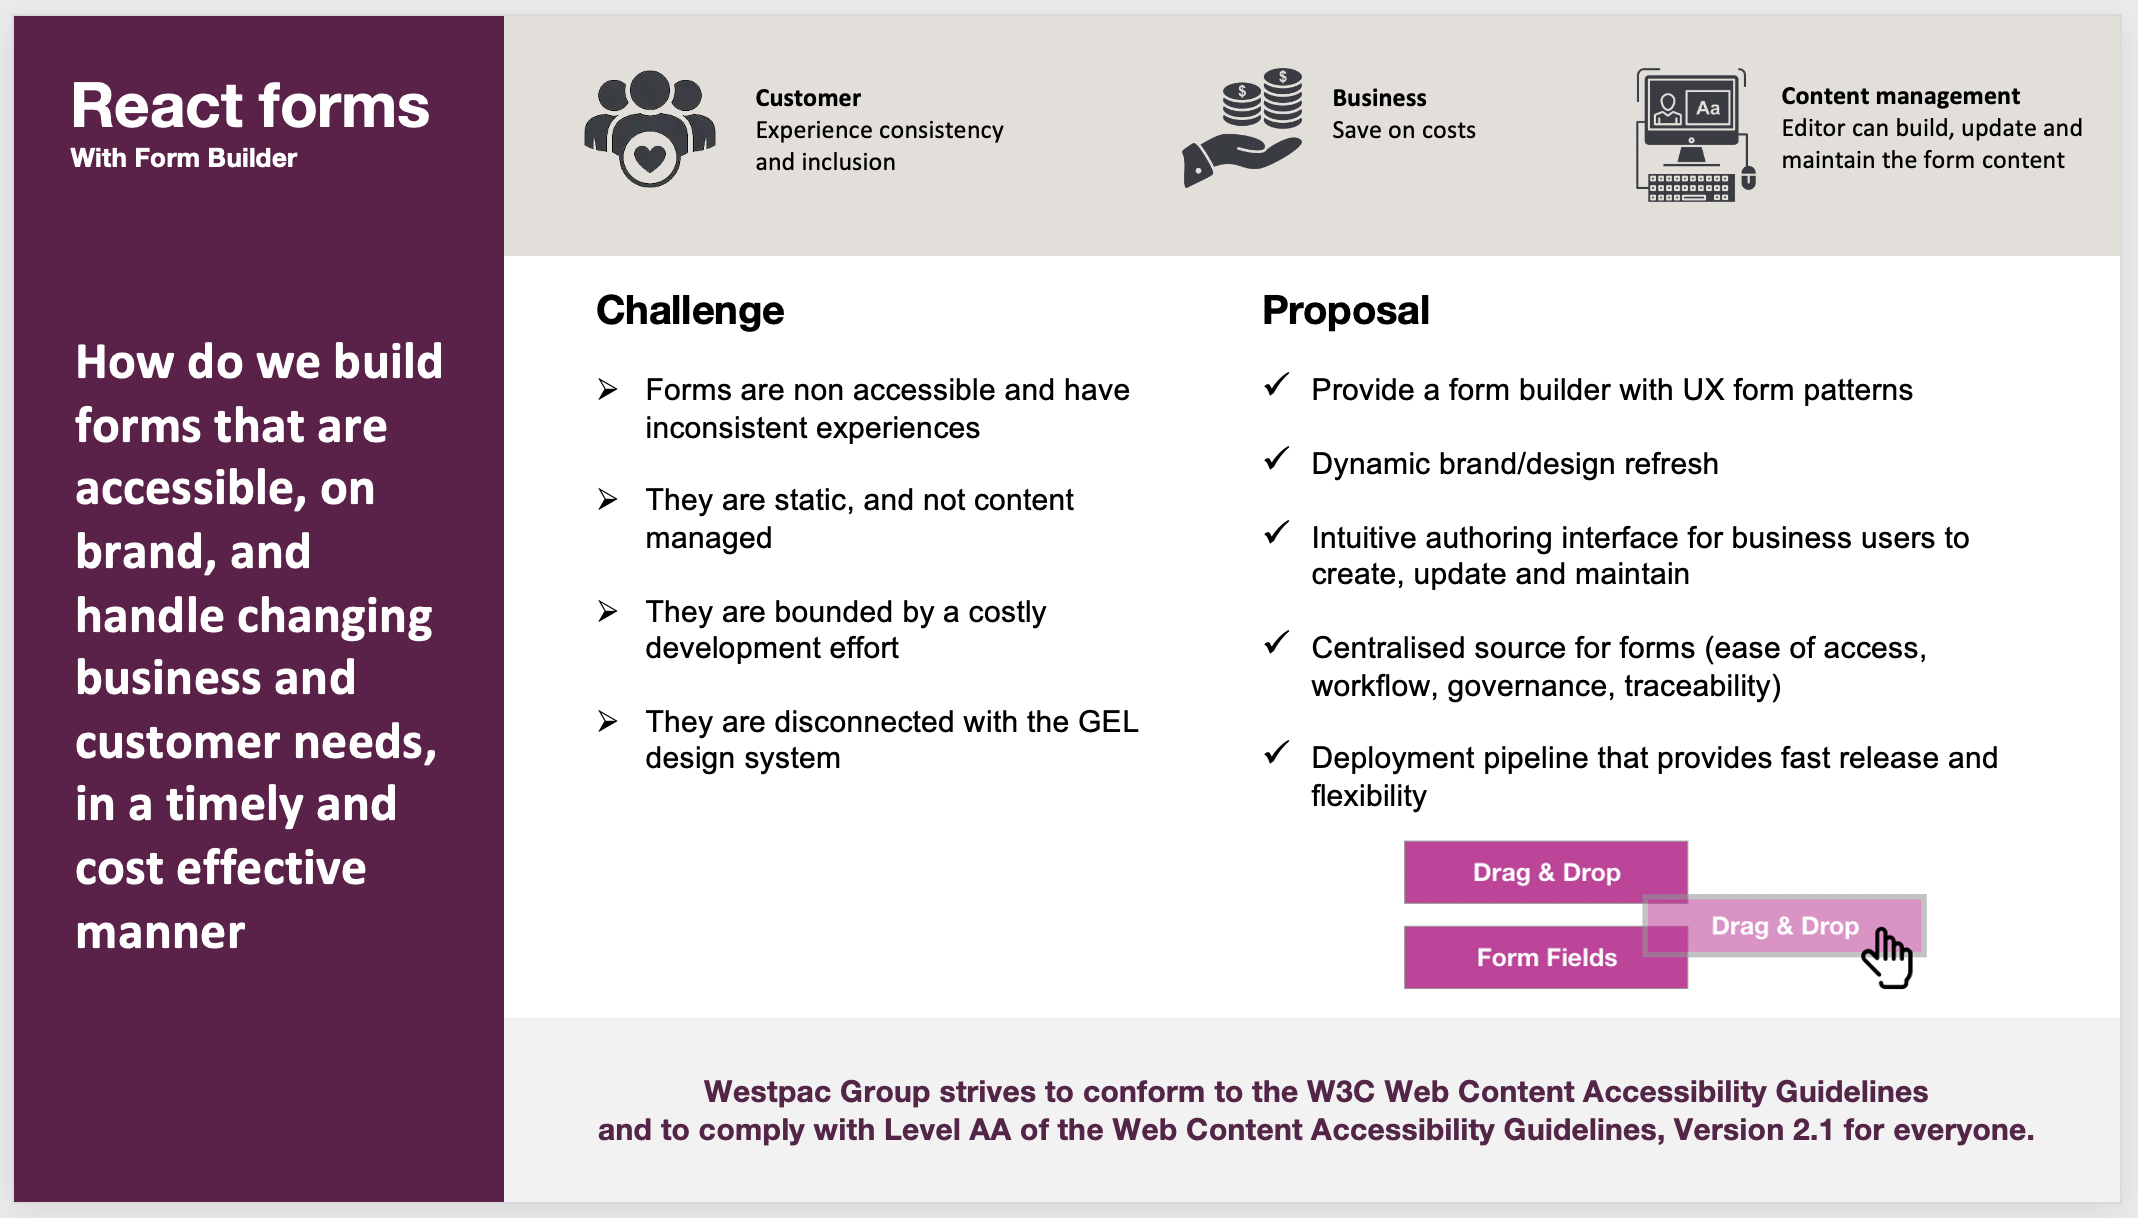 React forms
With Form Builder
How do we build
forms that are
accessible, on
brand, and
handle changing
business and
customer needs,
in a timely and
cost effective
manner
Customer
Experience consistency
and inclusion
$
$
Business
Save on costs
Aa
Content management
Editor can build, update and
maintain the form content
Challenge
Forms are non accessible and have
inconsistent experiences
They are static, and not content
managed
They are bounded by a costly
development effort
They are disconnected with the GEL
design system
Proposal
Provide a form builder with UX form patterns
Dynamic brand/design refresh
Intuitive authoring interface for business users to
create, update and maintain
Centralised source for forms (ease of access,
workflow, governance, traceability)
Deployment pipeline that provides fast release and
flexibility
Drag & Drop
Drag & Drop
Form Fields
Westpac Group strives to conform to the W3C Web Content Accessibility Guidelines
and to comply with Level AA of the Web Content Accessibility Guidelines, Version 2.1 for everyone.